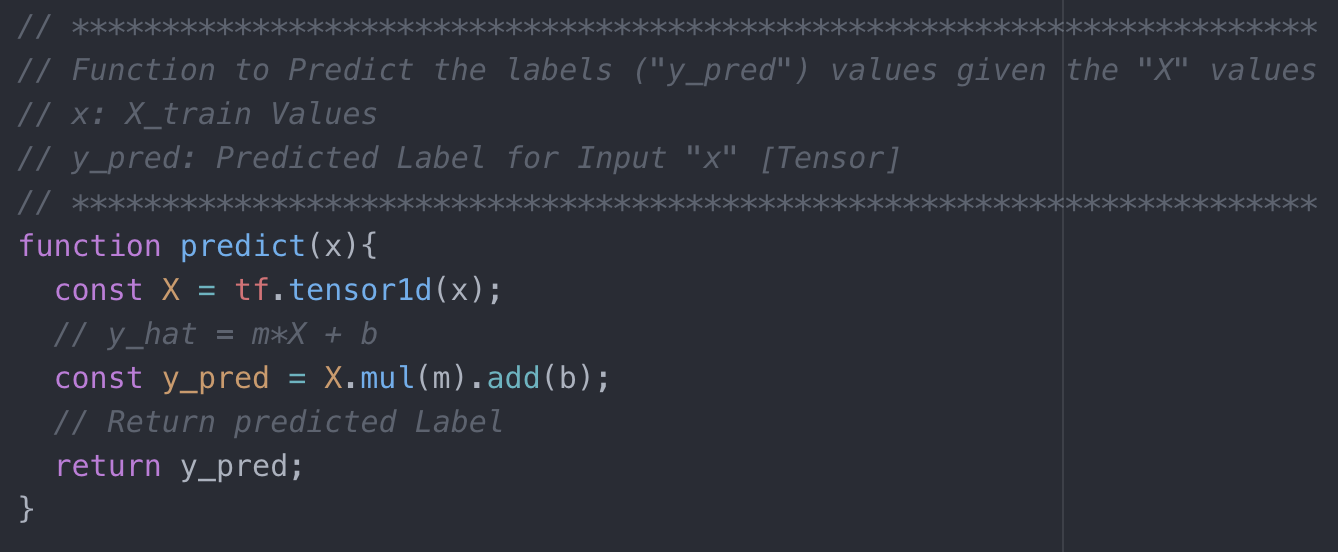 // *********************************************************************
// Function to Predict the labels ("y_pred") values given the "X" values
// x: X_train Values
// y_pred: Predicted Label for Input "x" [Tensor]
// *********************************************************************
function predict(x){
  const X = tf.tensor1d(x);
  // y_hat = m*X + b
  const y_pred = X.mul(m).add(b);
  // Return predicted Label
  return y_pred;
}